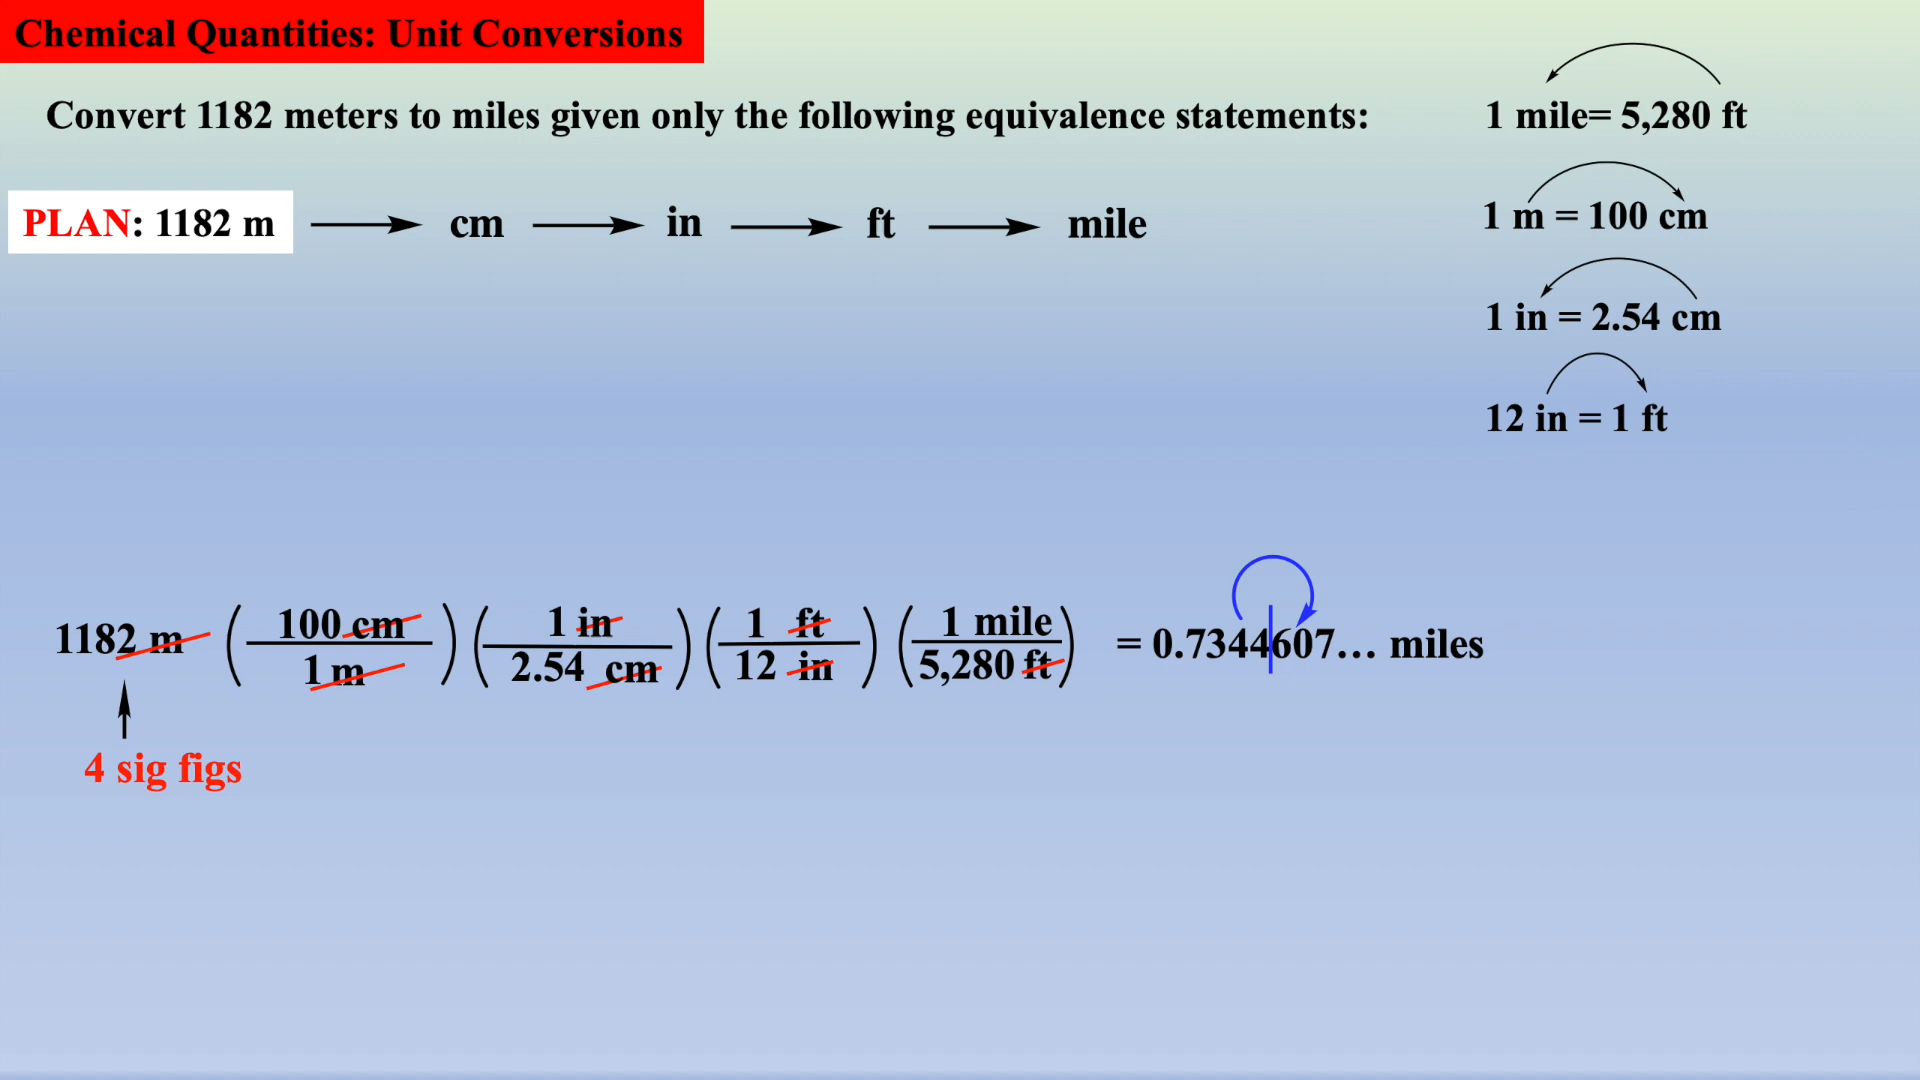 Chemical Quantities: Unit Conversions
Convert 1182 meters to miles given only the following equivalence statements:
1 mile= 5,280 ft
1 m = 100 cm
1 in = 2.54 cm
12 in = 1 ft
PLAN: 1182 m cm in ft mile
1182 m ( 100 cm / 1 m ) ( 1 in / 2.54 cm ) ( 1 ft / 12 in ) ( 1 mile / 5,280 ft ) = 0.7344607... miles
4 sig figs